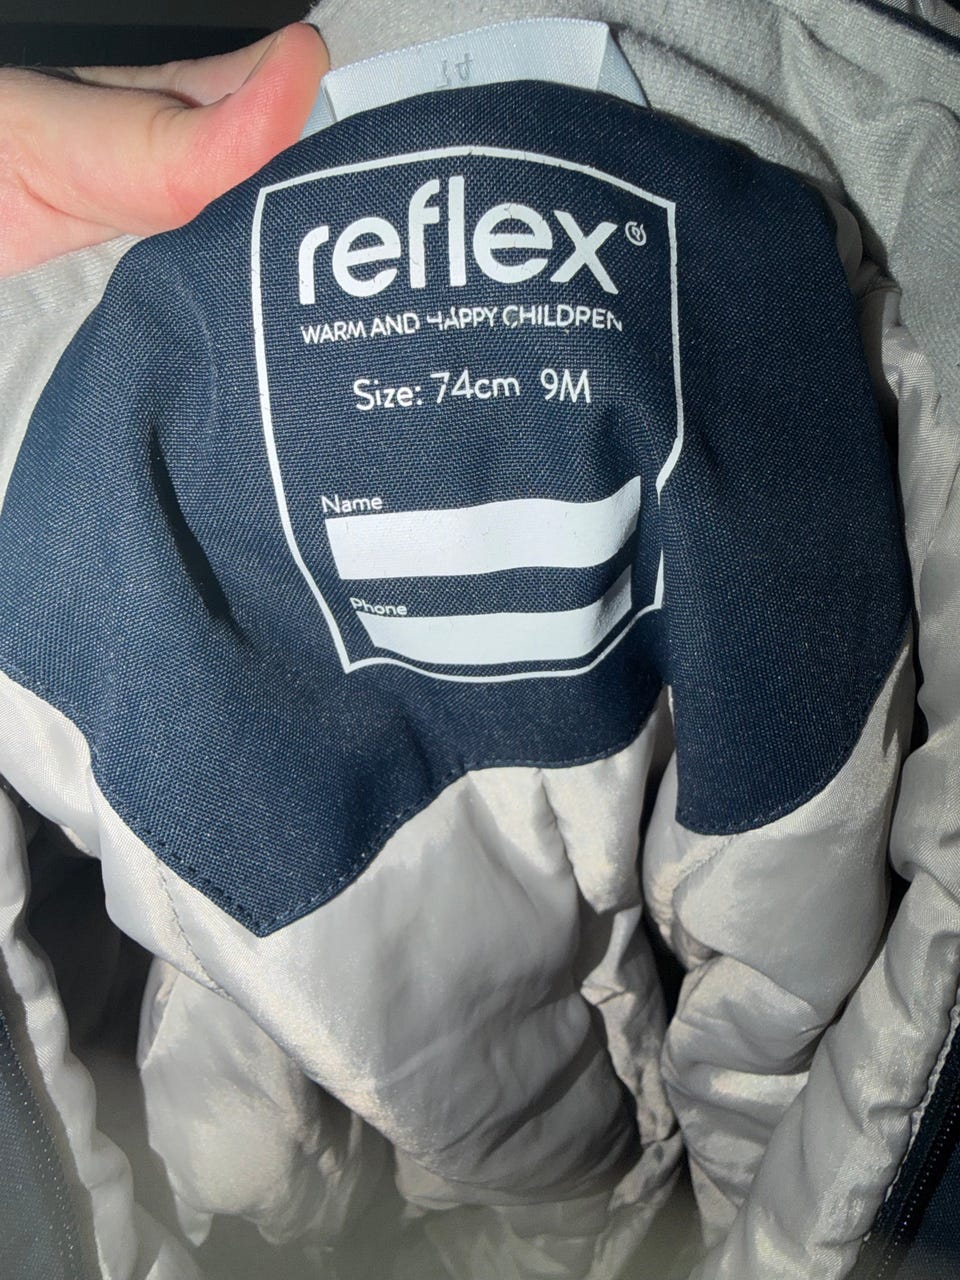 reflex
WARM AND HAPPY CHILDREN
Size: 74cm 9M
Name
Phone